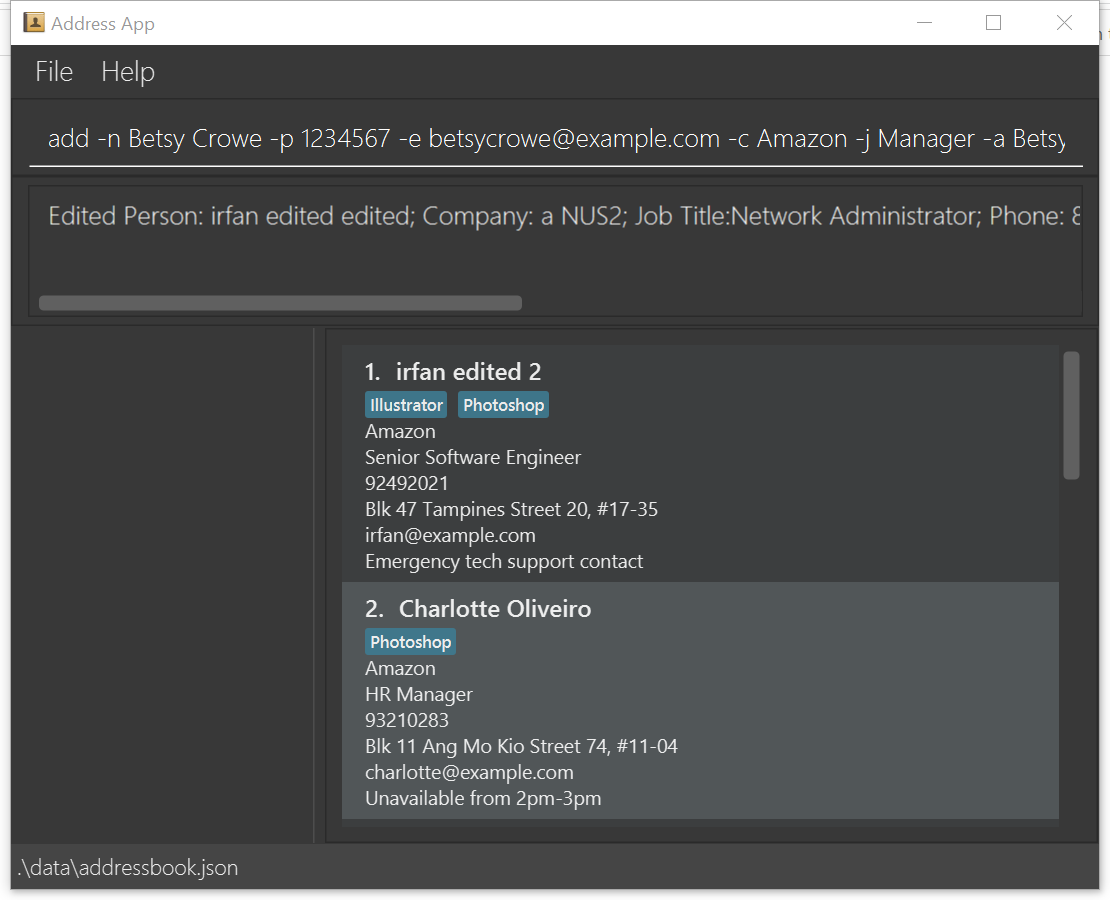 Address App
File Help
add -n Betsy Crowe -p 1234567 -e betsycrowe@example.com -c Amazon -j Manager -a Betsy
Edited Person: irfan edited edited; Company: a NUS2; Job Title:Network Administrator; Phone: 8
1. irfan edited 2
Illustrator Photoshop
Amazon
Senior Software Engineer
92492021
Blk 47 Tampines Street 20, #17-35
irfan@example.com
Emergency tech support contact
2. Charlotte Oliveiro
Photoshop
Amazon
HR Manager
93210283
Blk 11 Ang Mo Kio Street 74, #11-04
charlotte@example.com
Unavailable from 2pm-3pm
.\data\addressbook.json